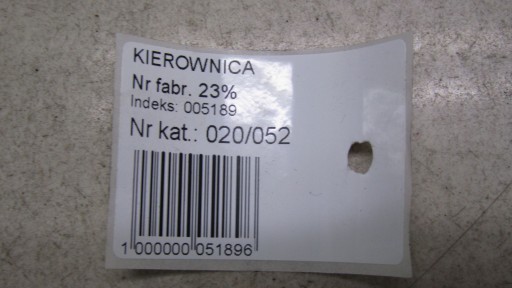 KIEROWNICA
Nr fabr. 23%
Indeks: 005189
Nr kat.: 020/052
1 000000 051896